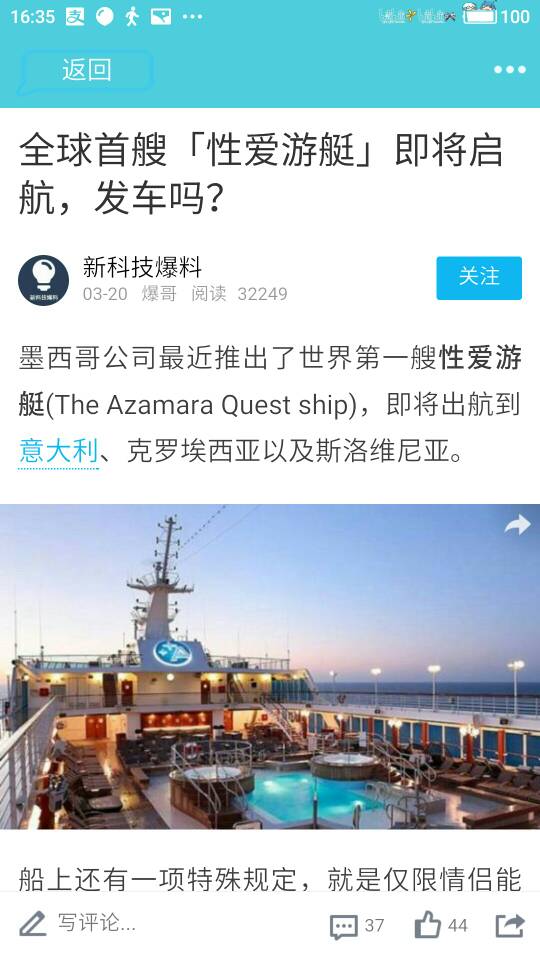 16:35
100
返回
全球首艘「性爱游艇」即将启
航，发车吗？
新科技爆料
新科技爆料
03-20 爆哥 阅读 32249
关注
墨西哥公司最近推出了世界第一艘性爱游
艇(The Azamara Quest ship)，即将出航到
意大利、克罗埃西亚以及斯洛维尼亚。
船上还有一项特殊规定，就是仅限情侣能
写评论...
37
44